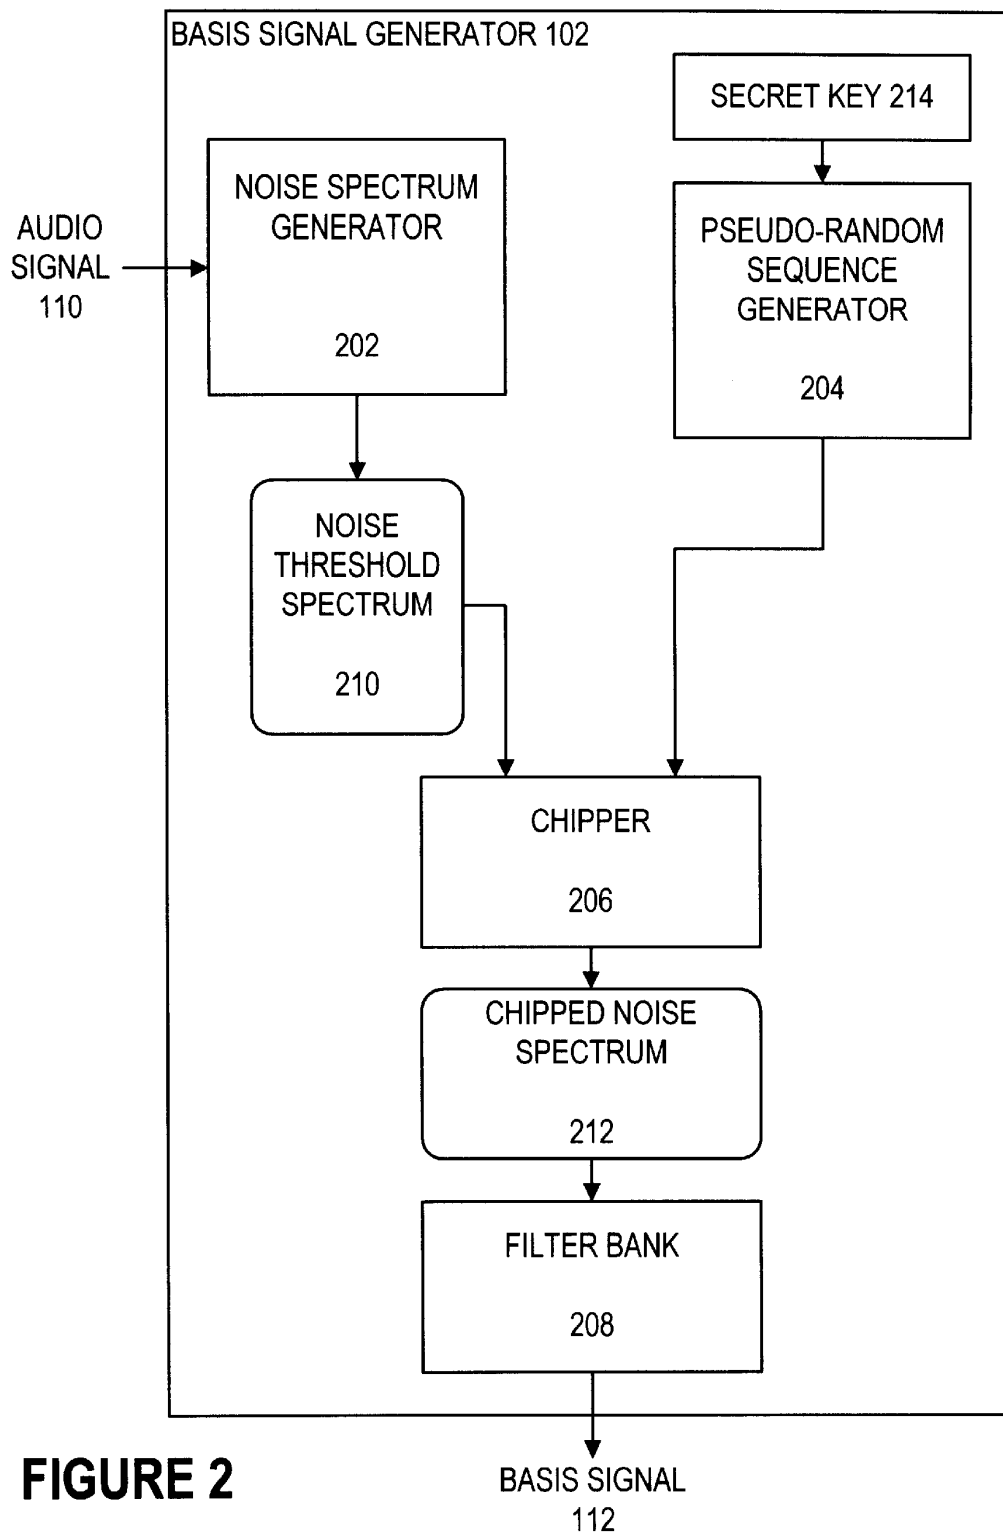 BASIS SIGNAL GENERATOR 102
SECRET KEY 214
NOISE SPECTRUM
GENERATOR
202
AUDIO
SIGNAL
110
PSEUDO-RANDOM
SEQUENCE
GENERATOR
204
NOISE
THRESHOLD
SPECTRUM
210
CHIPPER
206
CHIPPED NOISE
SPECTRUM
212
FILTER BANK
208
FIGURE 2
BASIS SIGNAL
112